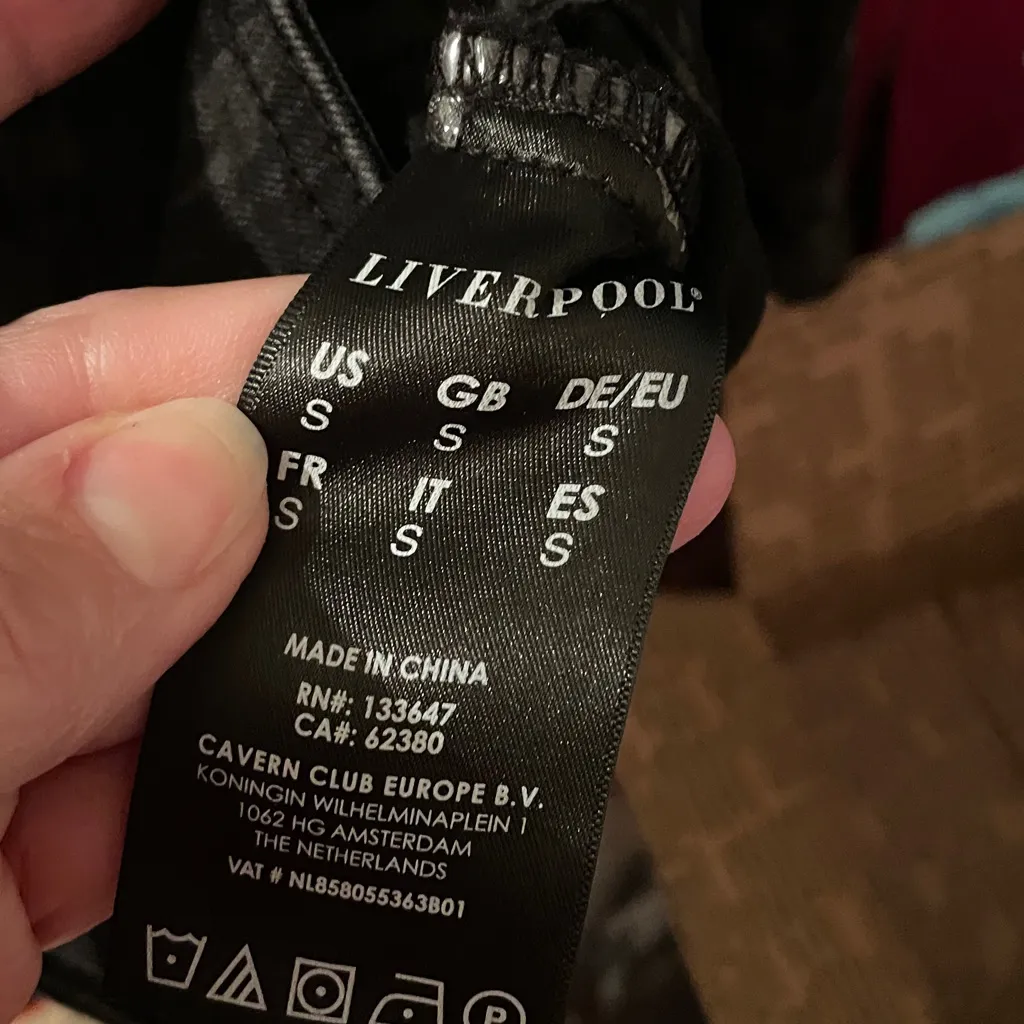 LIVERPOOL®
US GB DE/EU
S S S
FR IT ES
S S S
MADE IN CHINA
RN#: 133647
CA#: 62380
CAVERN CLUB EUROPE B.V.
KONINGIN WILHELMINAPLEIN 1
1062 HG AMSTERDAM
THE NETHERLANDS
VAT # NL858055363B01
P